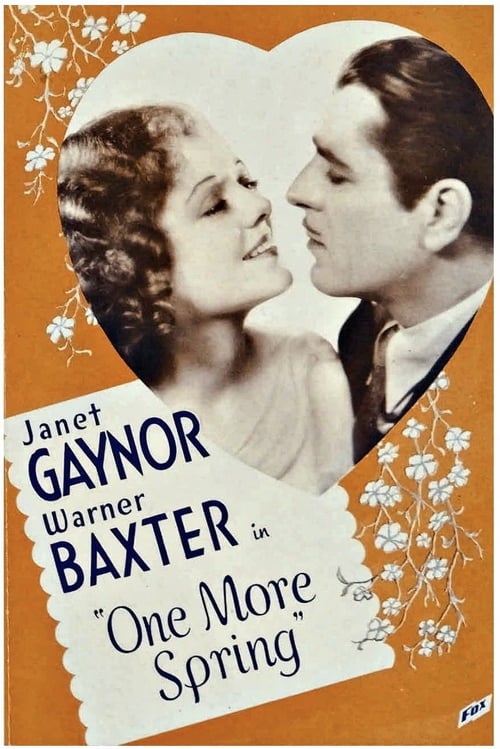 Janet
GAYNOR
Warner
BAXTER in
"One More
Spring"
FOX